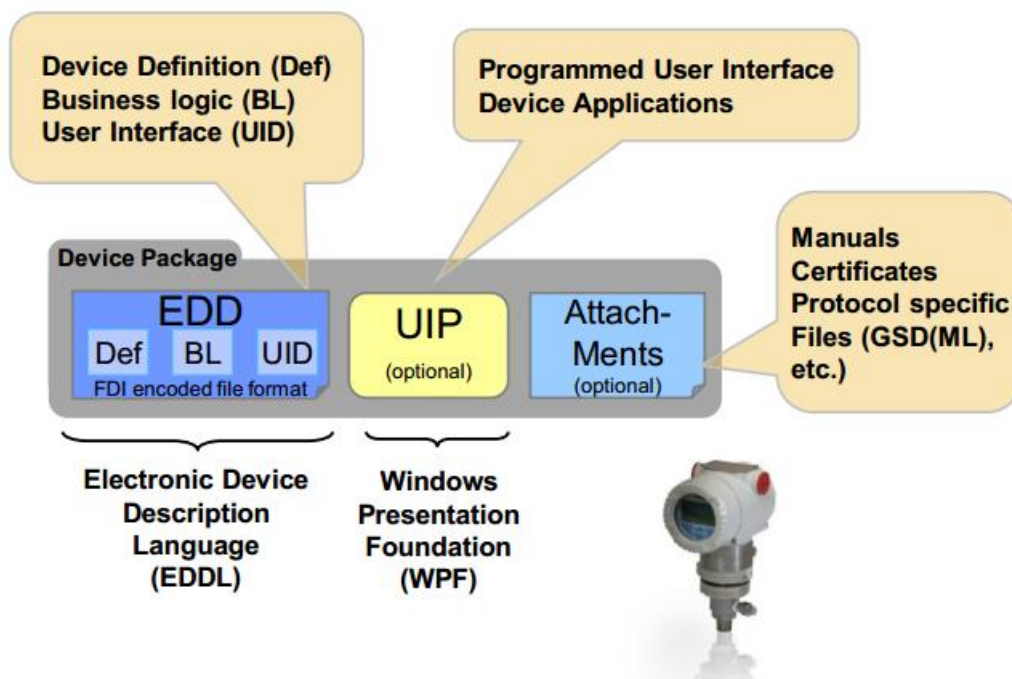 Device Definition (Def)
Business logic (BL)
User Interface (UID)
Programmed User Interface
Device Applications
Manuals
Certificates
Protocol specific
Files (GSD(ML),
etc.)
Device Package
EDD
Def BL UID
FDI encoded file format
UIP
(optional)
Attach-
Ments
(optional)
Electronic Device
Description
Language
(EDDL)
Windows
Presentation
Foundation
(WPF)